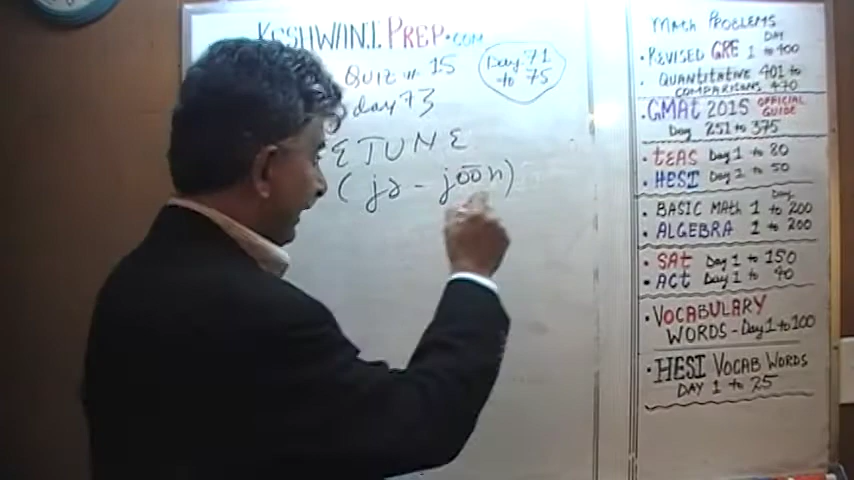 KESHWANI PREP.COM
QUIZ # 15
Day 71
to 75
day 73
ETUNE
(jə - jōōn)
Math PROBLEMS
DAY
• REVISED GRE 1 to 400
• QUANTITATIVE 401 to
COMPARISONS 470
• GMAt 2015 OFFICIAL
GUIDE
Day 251 to 375
• tEAS Day 1 to 80
• HESI Day 1 to 50
Day
• BASIC MAth 1 to 200
• ALGEBRA 1 to 200
• SAt Day 1 to 150
• ACt Day 1 to 40
• VOCABULARY
WORDS - Day 1 to 100
• HESI VOCAB WORDS
DAY 1 to 25